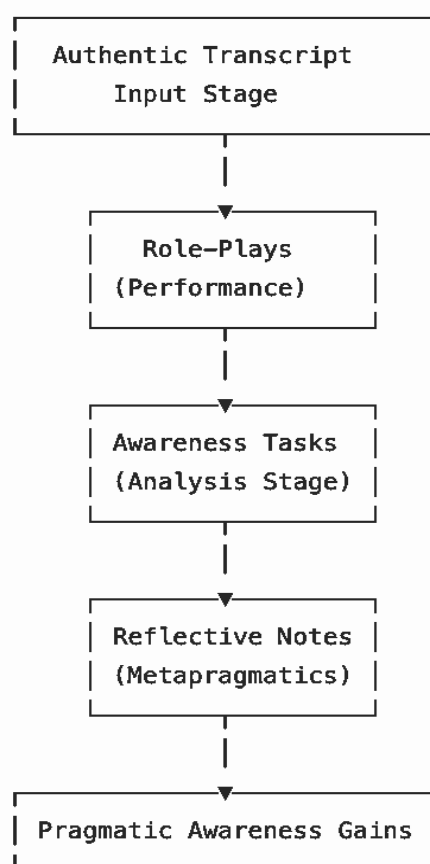 Authentic Transcript
Input Stage
Role-Plays
(Performance)
Awareness Tasks
(Analysis Stage)
Reflective Notes
(Metapragmatics)
Pragmatic Awareness Gains